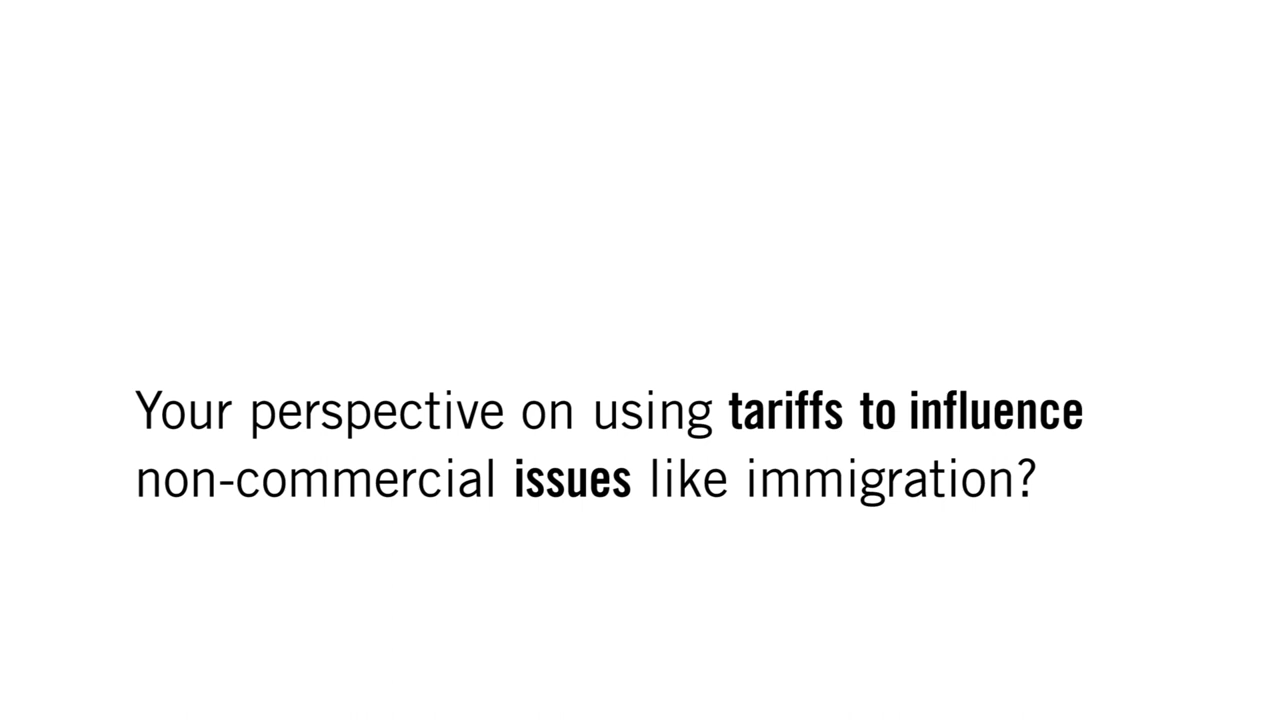 Your perspective on using tariffs to influence
non-commercial issues like immigration?